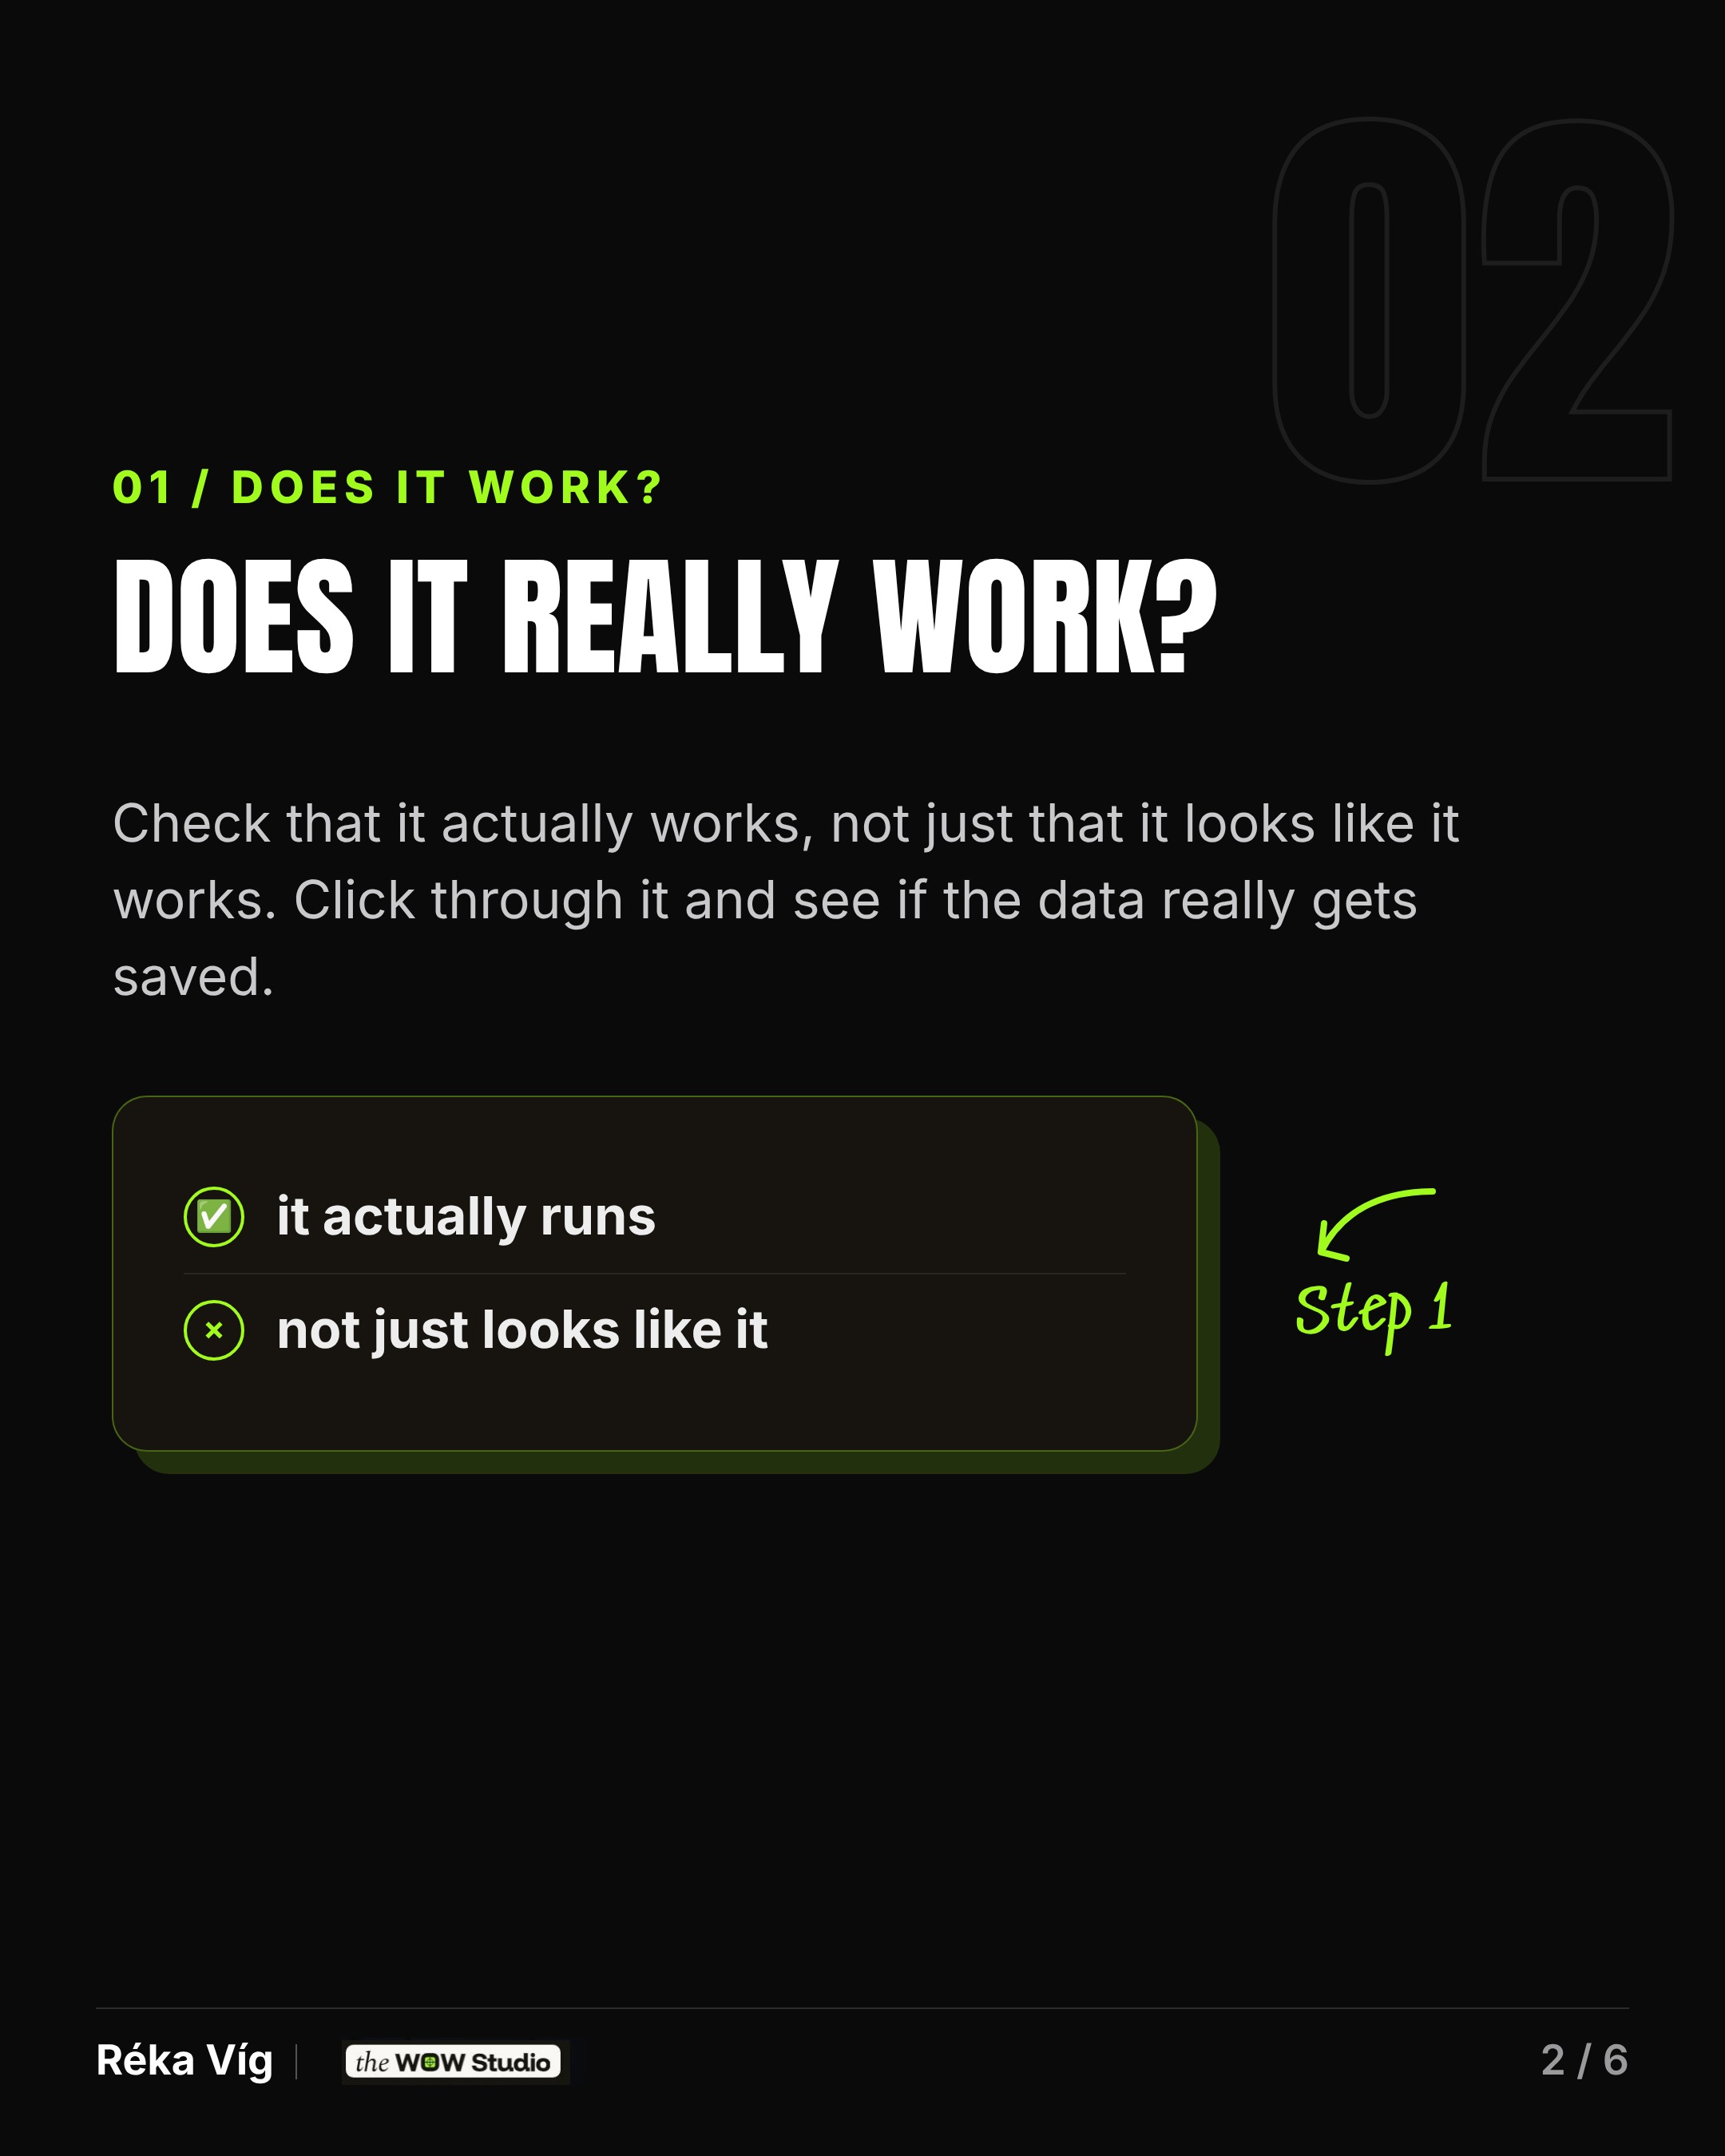 02
01 / DOES IT WORK?
DOES IT REALLY WORK?
Check that it actually works, not just that it looks like it
works. Click through it and see if the data really gets
saved.
✅ it actually runs
× not just looks like it
Step 1
Réka Víg
the WOW Studio
2 / 6